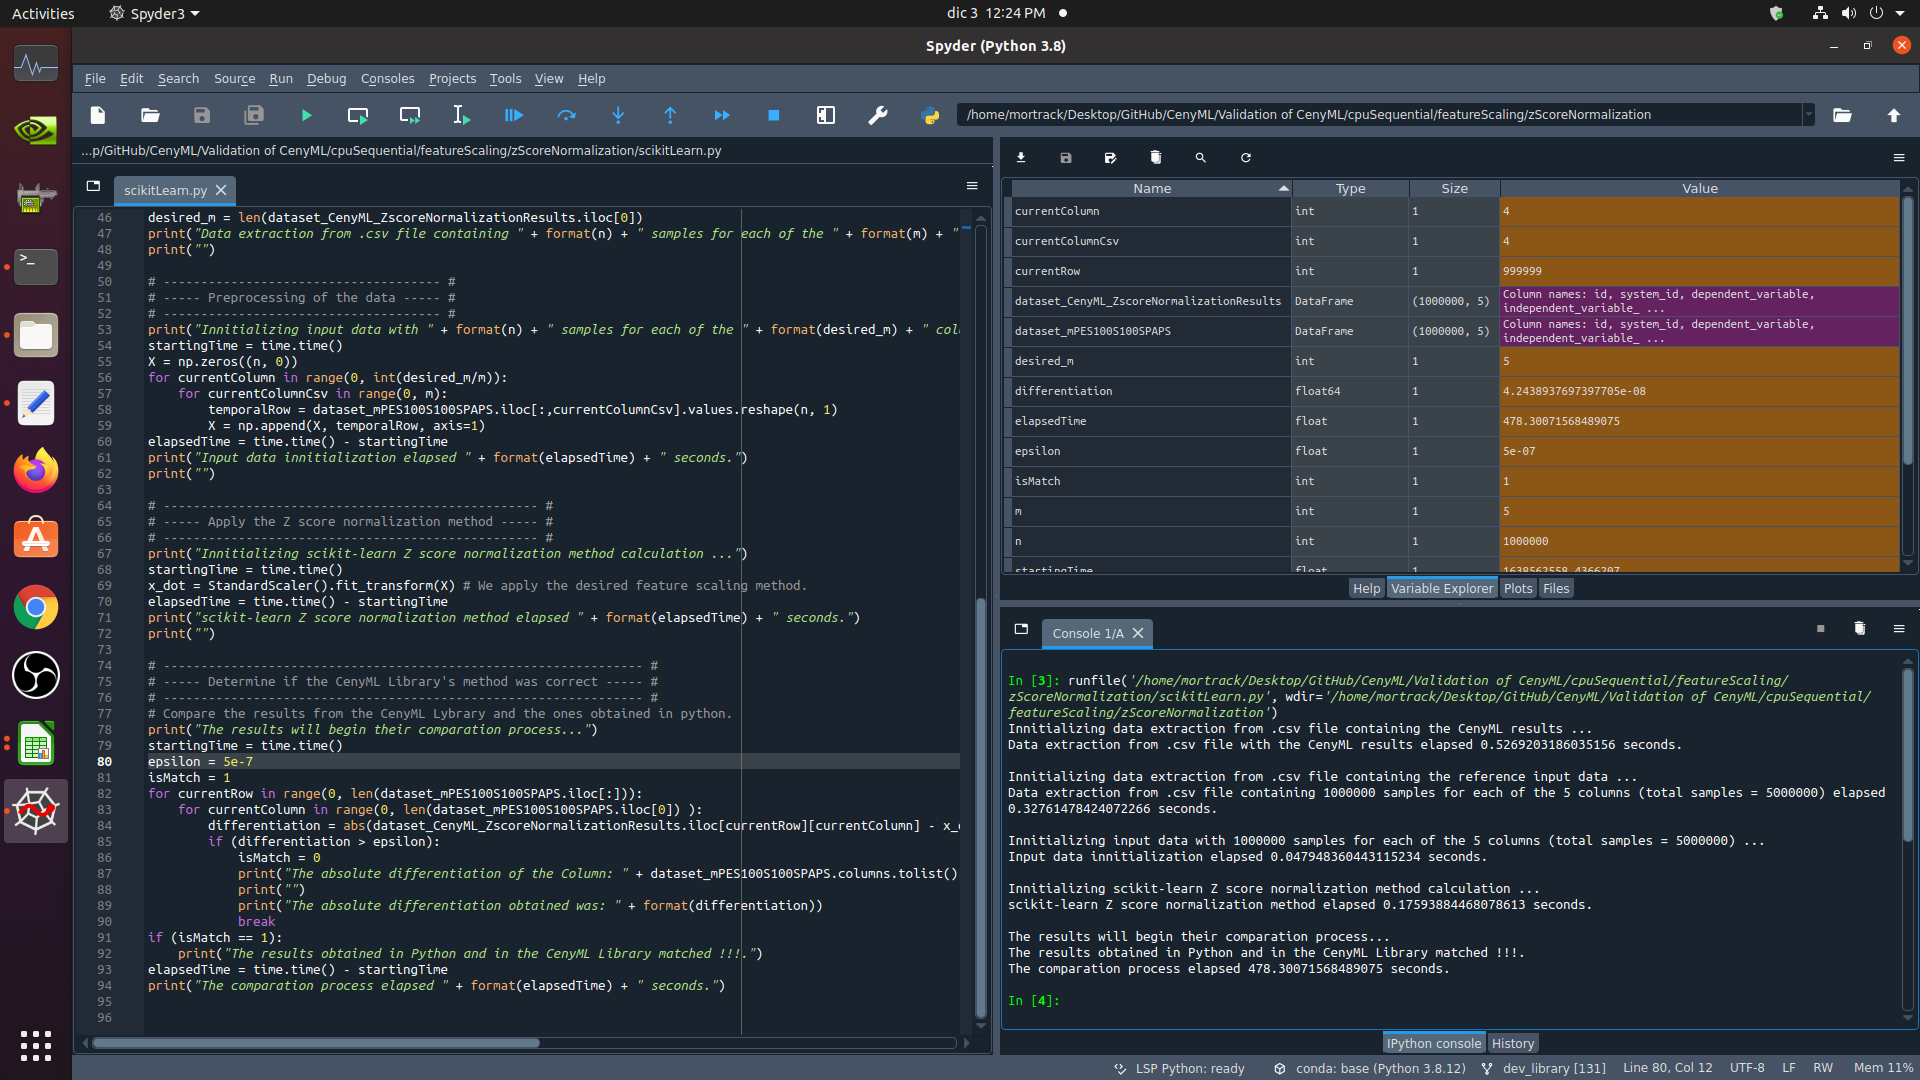 Activities
Spyder3
dic 3 12:24 PM
Spyder (Python 3.8)
File Edit Search Source Run Debug Consoles Projects Tools View Help
/home/mortrack/Desktop/GitHub/CenyML/Validation of CenyML/cpuSequential/featureScaling/zScoreNormalization
...p/GitHub/CenyML/Validation of CenyML/cpuSequential/featureScaling/zScoreNormalization/scikitLearn.py
scikitLearn.py
46 desired_m = len(dataset_CenyML_ZscoreNormalizationResults.iloc[0])
47 print("Data extraction from .csv file containing " + format(n) + " samples for each of the " + format(m) + "
48 print("")
49
50 # ------------------------------------- #
51 # ----- Preprocessing of the data ----- #
52 # ------------------------------------- #
53 print("Innitializing input data with " + format(n) + " samples for each of the " + format(desired_m) + " col
54 startingTime = time.time()
55 X = np.zeros((n, 0))
56 for currentColumn in range(0, int(desired_m/m)):
57     for currentColumnCsv in range(0, m):
58         temporalRow = dataset_mPES100S100SPAPS.iloc[:,currentColumnCsv].values.reshape(n, 1)
59         X = np.append(X, temporalRow, axis=1)
60 elapsedTime = time.time() - startingTime
61 print("Input data innitialization elapsed " + format(elapsedTime) + " seconds.")
62 print("")
63
64 # -------------------------------------------------- #
65 # ----- Apply the Z score normalization method ----- #
66 # -------------------------------------------------- #
67 print("Innitializing scikit-learn Z score normalization method calculation ...")
68 startingTime = time.time()
69 x_dot = StandardScaler().fit_transform(X) # We apply the desired feature scaling method.
70 elapsedTime = time.time() - startingTime
71 print("scikit-learn Z score normalization method elapsed " + format(elapsedTime) + " seconds.")
72 print("")
73
74 # ---------------------------------------------------------------- #
75 # ----- Determine if the CenyML Library's method was correct ----- #
76 # ---------------------------------------------------------------- #
77 # Compare the results from the CenyML Lybrary and the ones obtained in python.
78 print("The results will begin their comparation process...")
79 startingTime = time.time()
80 epsilon = 5e-7
81 isMatch = 1
82 for currentRow in range(0, len(dataset_mPES100S100SPAPS.iloc[:])):
83     for currentColumn in range(0, len(dataset_mPES100S100SPAPS.iloc[0]) ):
84         differentiation = abs(dataset_CenyML_ZscoreNormalizationResults.iloc[currentRow][currentColumn] - x_
85         if (differentiation > epsilon):
86             isMatch = 0
87             print("The absolute differentiation of the Column: " + dataset_mPES100S100SPAPS.columns.tolist()
88             print("")
89             print("The absolute differentiation obtained was: " + format(differentiation))
90             break
91 if (isMatch == 1):
92     print("The results obtained in Python and in the CenyML Library matched !!!.")
93 elapsedTime = time.time() - startingTime
94 print("The comparation process elapsed " + format(elapsedTime) + " seconds.")
95
96
Name Type Size Value
currentColumn int 1 4
currentColumnCsv int 1 4
currentRow int 1 999999
dataset_CenyML_ZscoreNormalizationResults DataFrame (1000000, 5) Column names: id, system_id, dependent_variable, independent_variable_ ...
dataset_mPES100S100SPAPS DataFrame (1000000, 5) Column names: id, system_id, dependent_variable, independent_variable_ ...
desired_m int 1 5
differentiation float64 1 4.2438937697397705e-08
elapsedTime float 1 478.30071568489075
epsilon float 1 5e-07
isMatch int 1 1
m int 1 5
n int 1 1000000
startingTime float 1 1638562558.4366207
Help Variable Explorer Plots Files
Console 1/A
In [3]: runfile('/home/mortrack/Desktop/GitHub/CenyML/Validation of CenyML/cpuSequential/featureScaling/
zScoreNormalization/scikitLearn.py', wdir='/home/mortrack/Desktop/GitHub/CenyML/Validation of CenyML/cpuSequential/
featureScaling/zScoreNormalization')
Innitializing data extraction from .csv file containing the CenyML results ...
Data extraction from .csv file with the CenyML results elapsed 0.5269203186035156 seconds.

Innitializing data extraction from .csv file containing the reference input data ...
Data extraction from .csv file containing 1000000 samples for each of the 5 columns (total samples = 5000000) elapsed
0.32761478424072266 seconds.

Innitializing input data with 1000000 samples for each of the 5 columns (total samples = 5000000) ...
Input data innitialization elapsed 0.047948360443115234 seconds.

Innitializing scikit-learn Z score normalization method calculation ...
scikit-learn Z score normalization method elapsed 0.17593884468078613 seconds.

The results will begin their comparation process...
The results obtained in Python and in the CenyML Library matched !!!.
The comparation process elapsed 478.30071568489075 seconds.

In [4]:
IPython console History
LSP Python: ready conda: base (Python 3.8.12) dev_library [131] Line 80, Col 12 UTF-8 LF RW Mem 11%